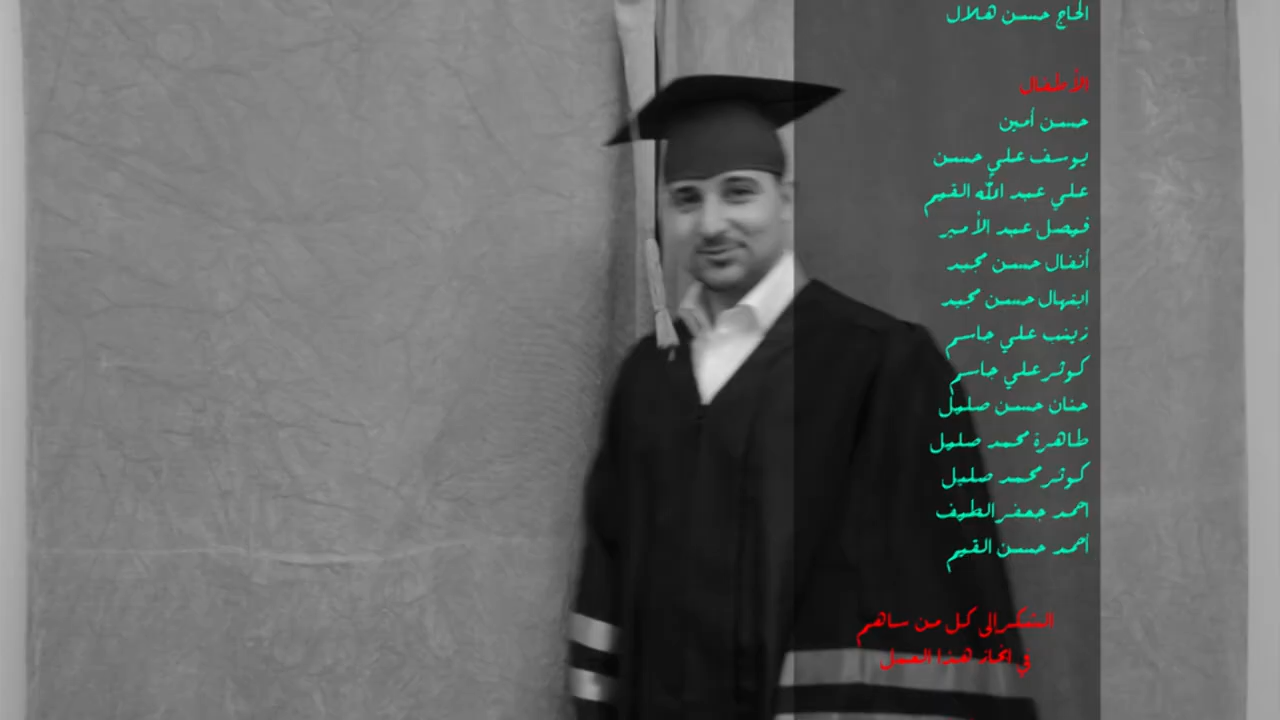 الحاج حسن هلال
الأطفال
حسن أمين
يوسف علي حسن
علي عبد الله القيم
فيصل عبد الأمير
أنفال حسن مجيد
ابتهال حسن مجيد
زينب علي جاسم
كوثر علي جاسم
حنان حسن صليل
طاهرة محمد صليل
كوثر محمد صليل
احمد جعفر الطيف
أحمد حسن القيم
الشكر إلى كل من ساهم
في انجاز هذا العمل